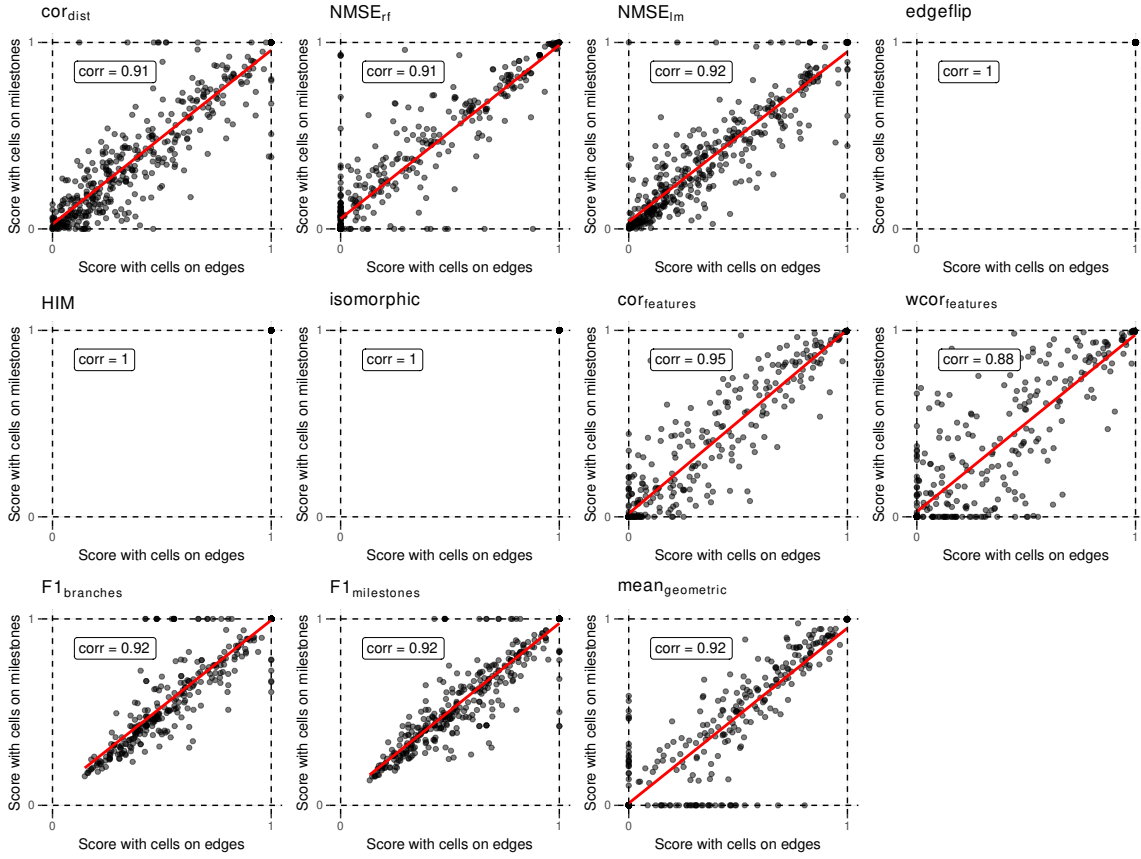 cor_dist
corr = 0.91
Score with cells on milestones
1
0
0
1
Score with cells on edges
NMSE_rf
corr = 0.91
Score with cells on milestones
1
0
0
1
Score with cells on edges
NMSE_lm
corr = 0.92
Score with cells on milestones
1
0
0
1
Score with cells on edges
edgeflip
corr = 1
Score with cells on milestones
1
0
0
1
Score with cells on edges
HIM
corr = 1
Score with cells on milestones
1
0
0
1
Score with cells on edges
isomorphic
corr = 1
Score with cells on milestones
1
0
0
1
Score with cells on edges
cor_features
corr = 0.95
Score with cells on milestones
1
0
0
1
Score with cells on edges
wcor_features
corr = 0.88
Score with cells on milestones
1
0
0
1
Score with cells on edges
F1_branches
corr = 0.92
Score with cells on milestones
1
0
0
1
Score with cells on edges
F1_milestones
corr = 0.92
Score with cells on milestones
1
0
0
1
Score with cells on edges
mean_geometric
corr = 0.92
Score with cells on milestones
1
0
0
1
Score with cells on edges